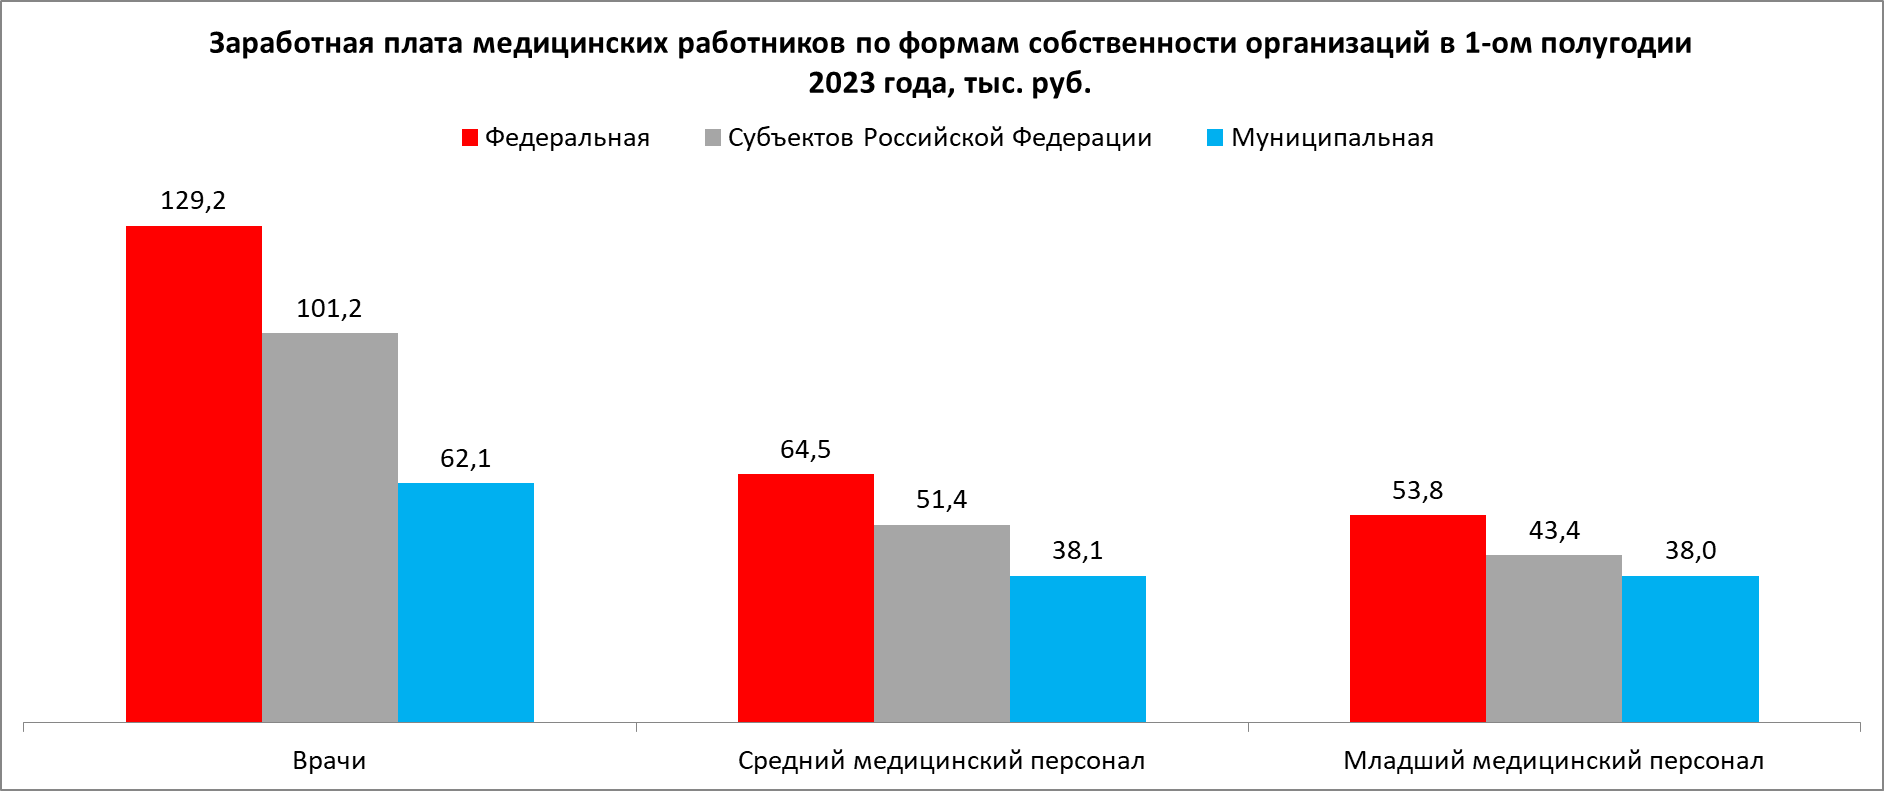 Заработная плата медицинских работников по формам собственности организаций в 1-ом полугодии
2023 года, тыс. руб.
Федеральная Субъектов Российской Федерации Муниципальная
129,2
101,2
62,1
64,5
51,4
38,1
53,8
43,4
38,0
Врачи Средний медицинский персонал Младший медицинский персонал